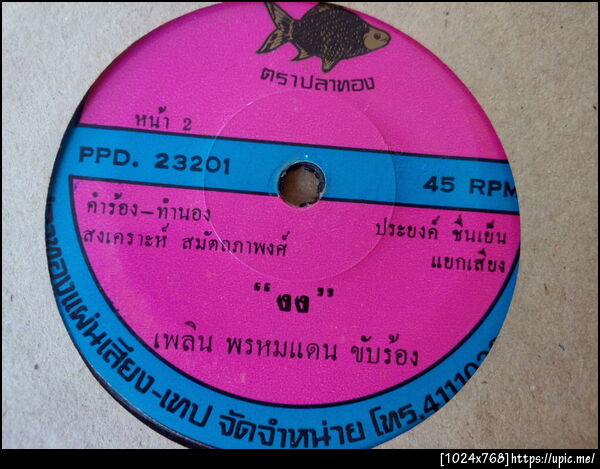 ตราปลาทอง
หน้า 2
PPD. 23201
45 RPM
คำร้อง-ทำนอง
สงเคราะห์ สมัตถภาพงศ์
ประยงค์ ชื่นเย็น
แยกเสียง
“งง”
เพลิน พรหมแดน ขับร้อง
ทองแผ่นเสียง-เทป จัดจำหน่าย โทร.411102
[1024x768]https://upic.me/